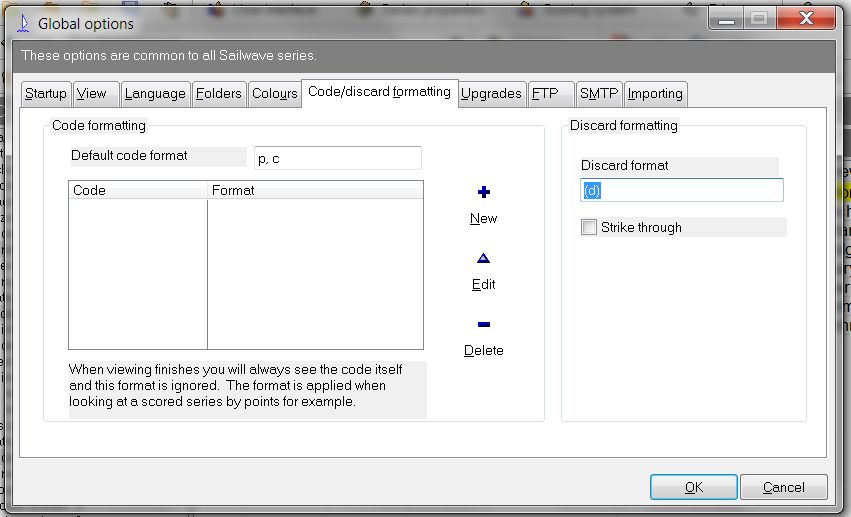 Global options
These options are common to all Sailwave series.
Startup View Language Folders Colours Code/discard formatting Upgrades FTP SMTP Importing
Code formatting
Default code format p, c
Code Format
New
Edit
Delete
When viewing finishes you will always see the code itself
and this format is ignored. The format is applied when
looking at a scored series by points for example.
Discard formatting
Discard format
(d)
Strike through
OK Cancel